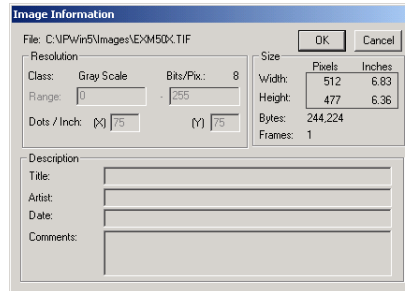 Image Information
File: C:\IPWin5\Images\EXM50X.TIF
OK
Cancel
Resolution
Class: Gray Scale Bits/Pix.: 8
Range: 0 - 255
Dots / Inch: (X) 75 (Y) 75
Size
Pixels Inches
Width: 512 6.83
Height: 477 6.36
Bytes: 244,224
Frames: 1
Description
Title:
Artist:
Date:
Comments: